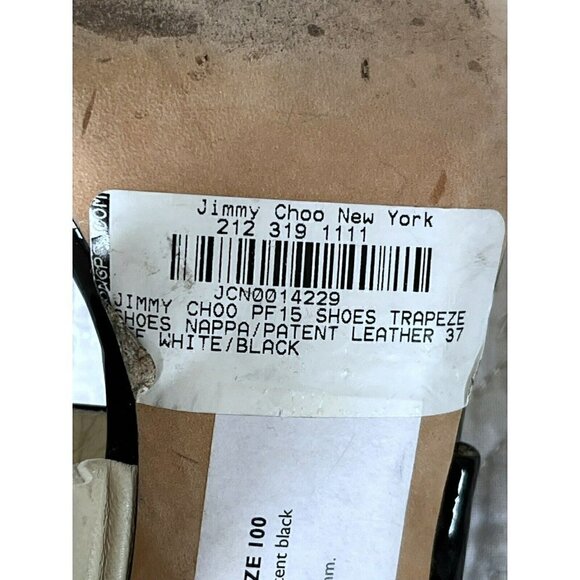 Jimmy Choo New York
212 319 1111
JCN0014229
JIMMY CHOO PF15 SHOES TRAPEZE
SHOES NAPPA/PATENT LEATHER 37
WHITE/BLACK
ZE 100
tent black